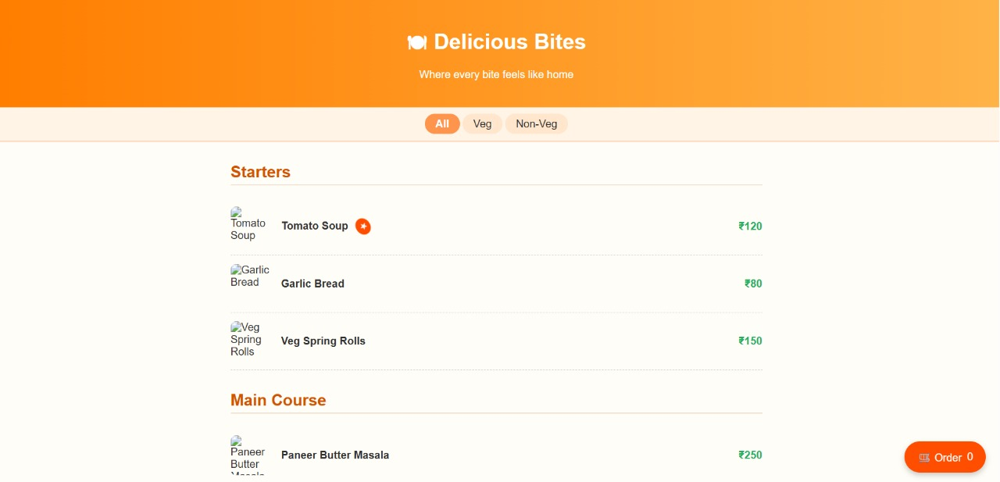 🍽️ Delicious Bites
Where every bite feels like home
All Veg Non-Veg
Starters
Tomato Soup
Tomato Soup ₹120
Garlic Bread
Garlic Bread ₹80
Veg Spring Rolls
Veg Spring Rolls ₹150
Main Course
Paneer Butter Masala
Paneer Butter Masala ₹250
Order 0